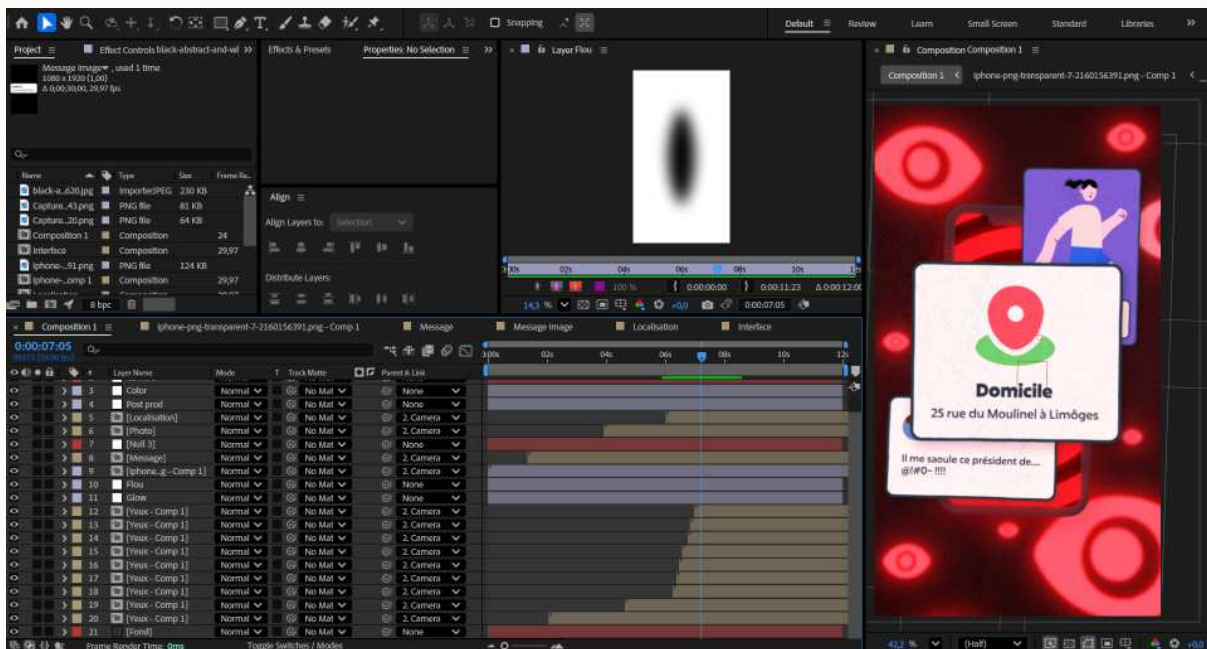 Snapping
Default
Review
Learn
Small Screen
Standard
Libraries
Project
Effect Controls black-abstract-and-wl
Effects & Presets
Properties: No Selection
Layer Flou
Composition Composition 1
Message Image , used 1 time
1080 x 1920 (1,00)
Δ 0;00;30;00, 29,97 fps
Composition 1
Iphone-png-transparent-7-2160156391.png - Comp 1
Name
Type
Size
Frame Ra...
black-a...620.jpg ImporterJPEG 230 KB
Capture...43.png PNG file 81 KB
Capture...20.png PNG file 64 KB
Composition 1 Composition 24
Interface Composition 29,97
Iphone-...91.png PNG file 124 KB
Iphone-...omp 1 Composition 29,97
8 bpc
Align
Align Layers to: Selection
Distribute Layers:
02s 04s 06s 08s 10s
100 % 0:00:00:00 0:00:11:23 Δ 0:00:12:00
14,3 % +0,0 0:00:07:05
Composition 1
Iphone-png-transparent-7-2160156391.png - Comp 1
Message
Message Image
Localisation
Interface
0:00:07:05
02s 04s 06s 08s 10s 12s
# Layer Name Mode T Track Matte Parent & Link
3 Color Normal No Mat None
4 Post prod Normal No Mat None
5 [Localisation] Normal No Mat 2. Camera
6 [Photo] Normal No Mat 2. Camera
7 [Null 3] Normal No Mat None
8 [Message] Normal No Mat 2. Camera
9 [Iphone...g - Comp 1] Normal No Mat 2. Camera
10 Flou Normal No Mat None
11 Glow Normal No Mat None
12 [Yeux - Comp 1] Normal No Mat 2. Camera
13 [Yeux - Comp 1] Normal No Mat 2. Camera
14 [Yeux - Comp 1] Normal No Mat 2. Camera
15 [Yeux - Comp 1] Normal No Mat 2. Camera
16 [Yeux - Comp 1] Normal No Mat 2. Camera
17 [Yeux - Comp 1] Normal No Mat 2. Camera
18 [Yeux - Comp 1] Normal No Mat 2. Camera
19 [Yeux - Comp 1] Normal No Mat 2. Camera
20 [Yeux - Comp 1] Normal No Mat 2. Camera
21 [Fond] Normal No Mat None
Frame Render Time: 0ms
Toggle Switches / Modes
Domicile
25 rue du Moulinel à Limôges
Il me saoule ce président de....
@!#0- !!!!
42,2 % (Half) +0,0